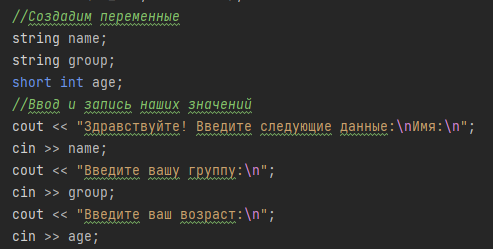 //Создадим переменные
string name;
string group;
short int age;
//Ввод и запись наших значений
cout << "Здравствуйте! Введите следующие данные:\nИмя:\n";
cin >> name;
cout << "Введите вашу группу:\n";
cin >> group;
cout << "Введите ваш возраст:\n";
cin >> age;